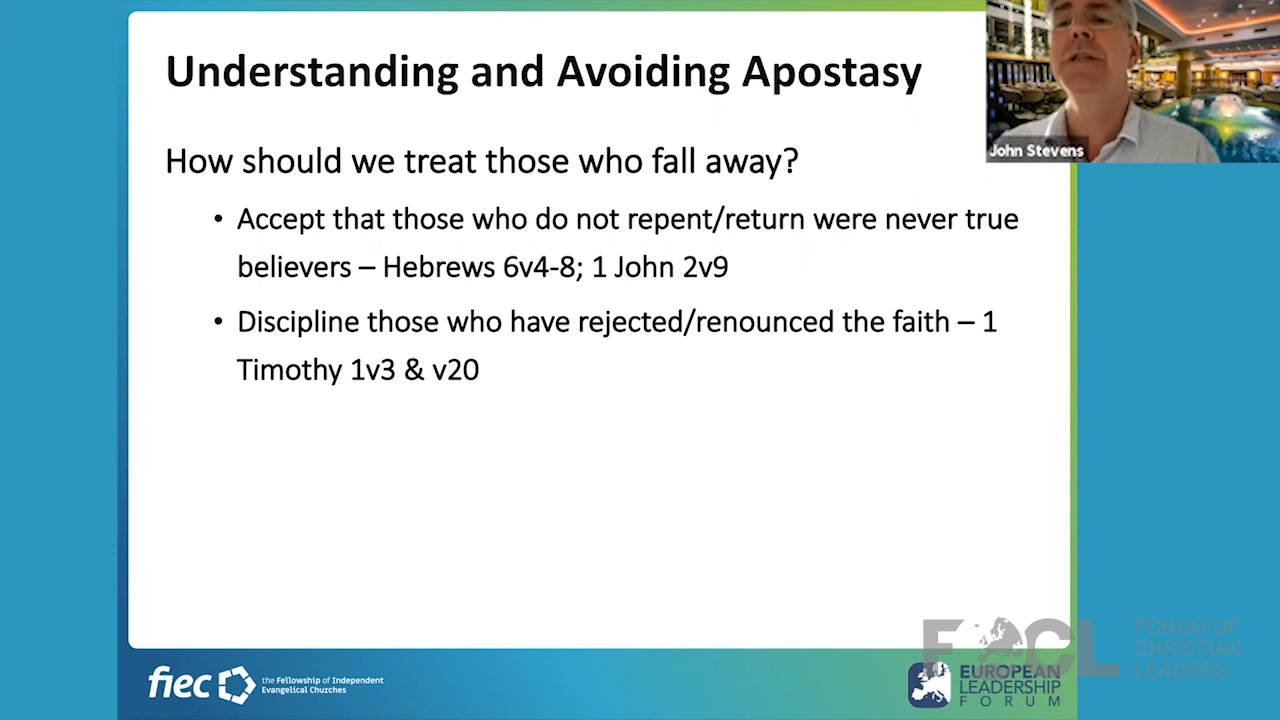 Understanding and Avoiding Apostasy
John Stevens
How should we treat those who fall away?
• Accept that those who do not repent/return were never true
believers – Hebrews 6v4-8; 1 John 2v9
• Discipline those who have rejected/renounced the faith – 1
Timothy 1v3 & v20
fiec
the Fellowship of Independent
Evangelical Churches
EUROPEAN
LEADERSHIP
FORUM
FOCL
FORUM OF
CHRISTIAN
LEADERS